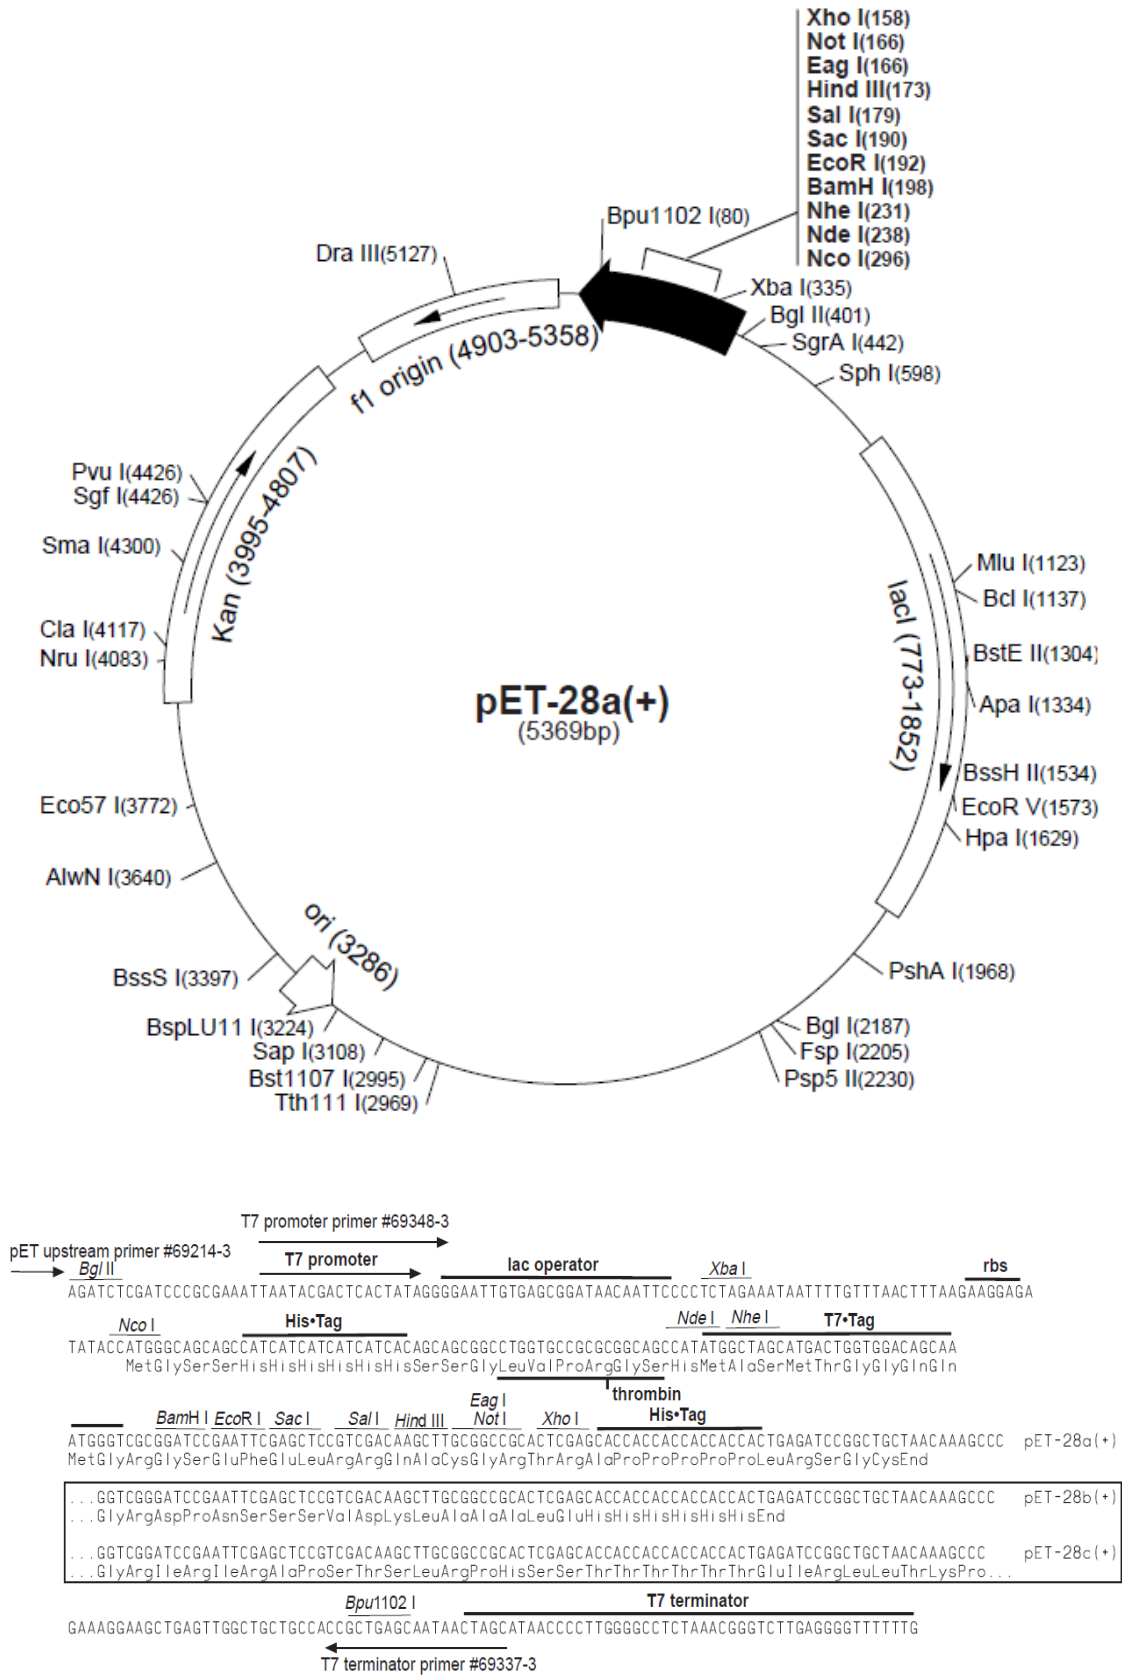 Xho I(158)
Not I(166)
Eag I(166)
Hind III(173)
Sal I(179)
Sac I(190)
EcoR I(192)
BamH I(198)
Nhe I(231)
Nde I(238)
Nco I(296)
Bpu1102 I(80)
Dra III(5127)
Xba I(335)
Bgl II(401)
SgrA I(442)
Sph I(598)
f1 origin (4903-5358)
Pvu I(4426)
Sgf I(4426)
Sma I(4300)
Kan (3995-4807)
Cla I(4117)
Nru I(4083)
Mlu I(1123)
Bcl I(1137)
lacI (773-1852)
BstE II(1304)
Apa I(1334)
pET-28a(+)
(5369bp)
BssH II(1534)
EcoR V(1573)
Hpa I(1629)
Eco57 I(3772)
AlwN I(3640)
ori (3286)
BssS I(3397)
PshA I(1968)
BspLU11 I(3224)
Sap I(3108)
Bst1107 I(2995)
Tth111 I(2969)
Bgl I(2187)
Fsp I(2205)
Psp5 II(2230)
T7 promoter primer #69348-3
pET upstream primer #69214-3
Bgl II T7 promoter lac operator Xba I rbs
AGATCTCGATCCCGCGAAATTAATACGACTCACTATAGGGGAATTGTGAGCGGATAACAATTCCCCTCTAGAAATAATTTTGTTTAACTTTAAGAAGGAGA
Nco I His•Tag Nde I Nhe I T7•Tag
TATACCATGGGCAGCAGCCATCATCATCATCATCACAGCAGCGGCCTGGTGCCGCGCGGCAGCCATATGGCTAGCATGACTGGTGGACAGCAA
MetGlySerSerHisHisHisHisHisHisSerSerGlyLeuValProArgGlySerHisMetAlaSerMetThrGlyGlyGlnGln
thrombin
Eag I
BamH I EcoR I Sac I Sal I Hind III Not I Xho I His•Tag
ATGGGTCGCGGATCCGAATTCGAGCTCCGTCGACAAGCTTGCGGCCGCACTCGAGCACCACCACCACCACCACTGAGATCCGGCTGCTAACAAAGCCC pET-28a(+)
MetGlyArgGlySerGluPheGluLeuArgArgGlnAlaCysGlyArgThrArgAlaProProProProProLeuArgSerGlyCysEnd
...GGTCGGGATCCGAATTCGAGCTCCGTCGACAAGCTTGCGGCCGCACTCGAGCACCACCACCACCACCACTGAGATCCGGCTGCTAACAAAGCCC pET-28b(+)
...GlyArgAspProAsnSerSerSerValAspLysLeuAlaAlaAlaLeuGluHisHisHisHisHisHisEnd
...GGTCGGATCCGAATTCGAGCTCCGTCGACAAGCTTGCGGCCGCACTCGAGCACCACCACCACCACCACTGAGATCCGGCTGCTAACAAAGCCC pET-28c(+)
...GlyArgIleArgIleArgAlaProSerThrSerLeuArgProHisSerSerThrThrThrThrThrThrGluIleArgLeuLeuThrLysPro...
Bpu1102 I T7 terminator
GAAAGGAAGCTGAGTTGGCTGCTGCCACCGCTGAGCAATAACTAGCATAACCCCTTGGGGCCTCTAAACGGGTCTTGAGGGGTTTTTTG
T7 terminator primer #69337-3